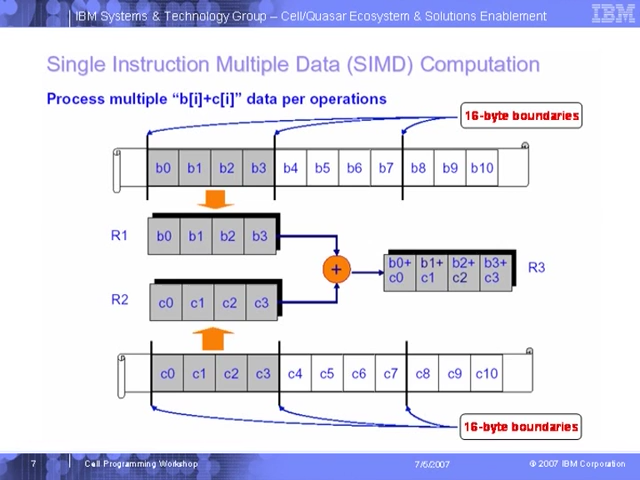 IBM Systems & Technology Group – Cell/Quasar Ecosystem & Solutions Enablement
IBM
Single Instruction Multiple Data (SIMD) Computation
Process multiple “b[i]+c[i]” data per operations
16-byte boundaries
b0 b1 b2 b3 b4 b5 b6 b7 b8 b9 b10
R1 b0 b1 b2 b3
+
b0+ b1+ b2+ b3+
c0 c1 c2 c3
R3
R2 c0 c1 c2 c3
c0 c1 c2 c3 c4 c5 c6 c7 c8 c9 c10
16-byte boundaries
7 Cell Programming Workshop 7/5/2007 © 2007 IBM Corporation